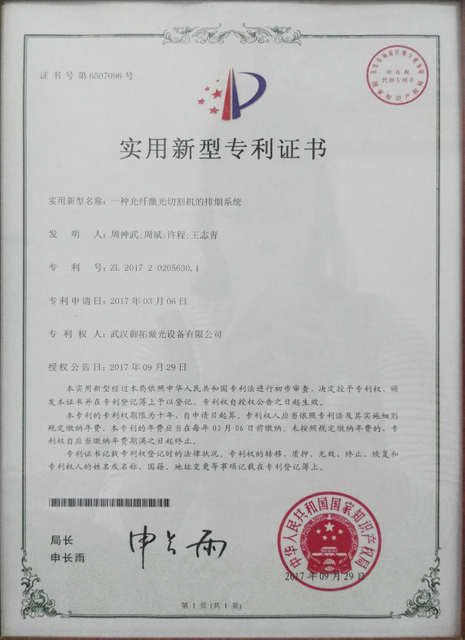 证书号第6507096号
实用新型专利证书
实用新型名称：一种光纤激光切割机的排烟系统
发明人：周神武;周斌;许程;王志青
专利号：ZL 2017 2 0205630.1
专利申请日：2017年03月06日
专利权人：武汉御拓激光设备有限公司
授权公告日：2017年09月29日
本实用新型经过本局依照中华人民共和国专利法进行初步审查，决定授予专利权，颁
发本证书并在专利登记簿上予以登记。专利权自授权公告之日起生效。
本专利的专利权期限为十年，自申请日起算。专利权人应当依照专利法及其实施细则
规定缴纳年费。本专利的年费应当在每年03月06日前缴纳。未按照规定缴纳年费的，专
利权自应当缴纳年费期满之日起终止。
专利证书记载专利权登记时的法律状况。专利权的转移、质押、无效、终止、恢复和
专利权人的姓名或名称、国籍、地址变更等事项记载在专利登记簿上。
局长
申长雨
申长雨
中华人民共和国国家知识产权局
2017年09月29日
第1页(共1页)